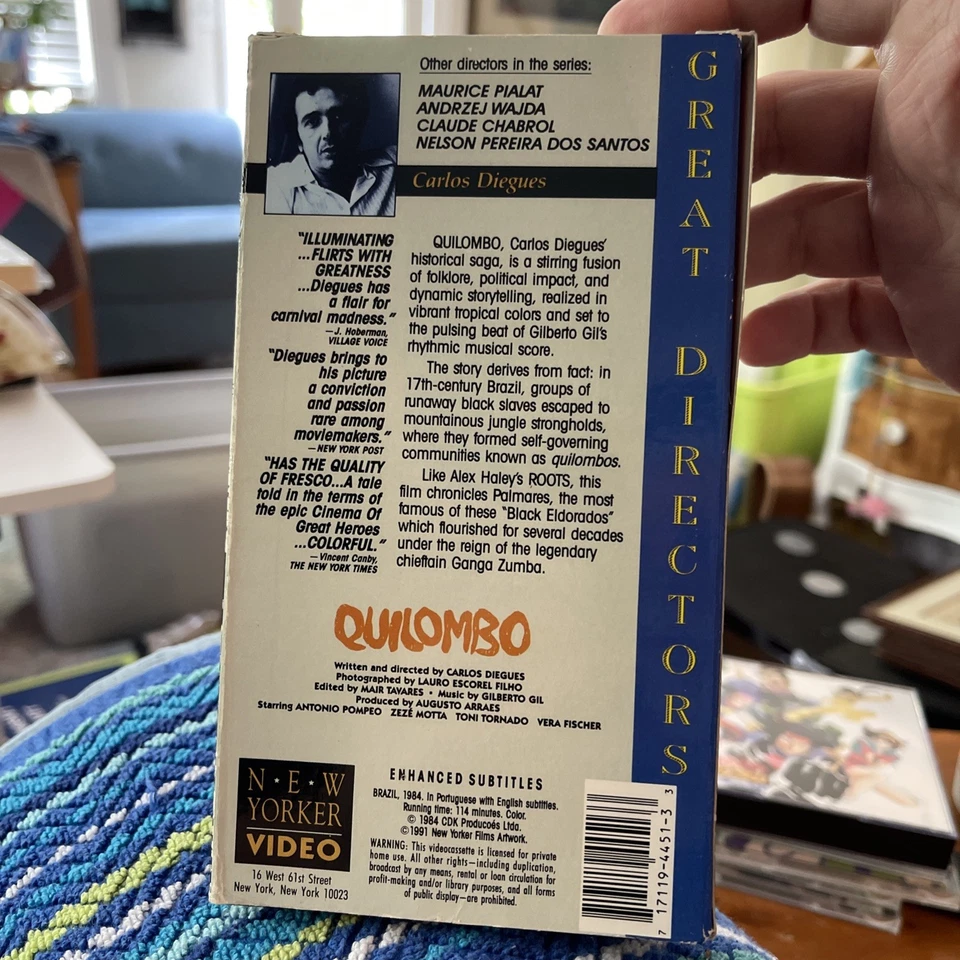 Other directors in the series:
MAURICE PIALAT
ANDRZEJ WAJDA
CLAUDE CHABROL
NELSON PEREIRA DOS SANTOS
Carlos Diegues
"ILLUMINATING
...FLIRTS WITH
GREATNESS
...Diegues has
a flair for
carnival madness."
—J. Hoberman,
VILLAGE VOICE
"Diegues brings to
his picture
a conviction
and passion
rare among
moviemakers."
—NEW YORK POST
"HAS THE QUALITY
OF FRESCO...A tale
told in the terms of
the epic Cinema Of
Great Heroes
...COLORFUL."
—Vincent Canby,
THE NEW YORK TIMES
QUILOMBO, Carlos Diegues'
historical saga, is a stirring fusion
of folklore, political impact, and
dynamic storytelling, realized in
vibrant tropical colors and set to
the pulsing beat of Gilberto Gil's
rhythmic musical score.
The story derives from fact: in
17th-century Brazil, groups of
runaway black slaves escaped to
mountainous jungle strongholds,
where they formed self-governing
communities known as quilombos.
Like Alex Haley's ROOTS, this
film chronicles Palmares, the most
famous of these "Black Eldorados"
which flourished for several decades
under the reign of the legendary
chieftain Ganga Zumba.
QUILOMBO
Written and directed by CARLOS DIEGUES
Photographed by LAURO ESCOREL FILHO
Edited by MAIR TAVARES • Music by GILBERTO GIL
Produced by AUGUSTO ARRAES
Starring ANTONIO POMPEO ZEZÉ MOTTA TONI TORNADO VERA FISCHER
N★E★W
YORKER
VIDEO
16 West 61st Street
New York, New York 10023
ENHANCED SUBTITLES
BRAZIL, 1984. In Portuguese with English subtitles.
Running time: 114 minutes. Color.
© 1984 CDK Producoés Ltda.
© 1991 New Yorker Films Artwork.
WARNING: This videocassette is licensed for private
home use. All other rights—including duplication,
broadcast by any means, rental or loan circulation for
profit-making and/or library purposes, and all forms
of public display—are prohibited.
7 17119-4451-3 3
GREAT DIRECTORS